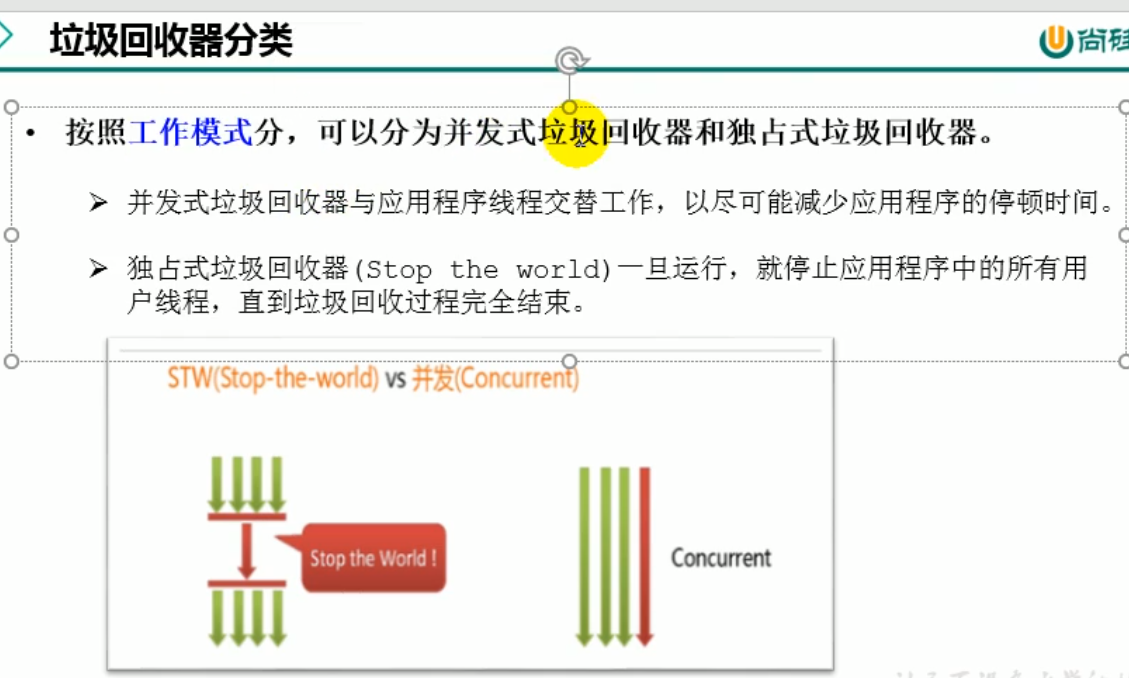 垃圾回收器分类
尚硅
• 按照工作模式分，可以分为并发式垃圾回收器和独占式垃圾回收器。
➢ 并发式垃圾回收器与应用程序线程交替工作，以尽可能减少应用程序的停顿时间。
➢ 独占式垃圾回收器(Stop the world)一旦运行，就停止应用程序中的所有用
户线程，直到垃圾回收过程完全结束。
STW(Stop-the-world) vs 并发(Concurrent)
Stop the World !
Concurrent